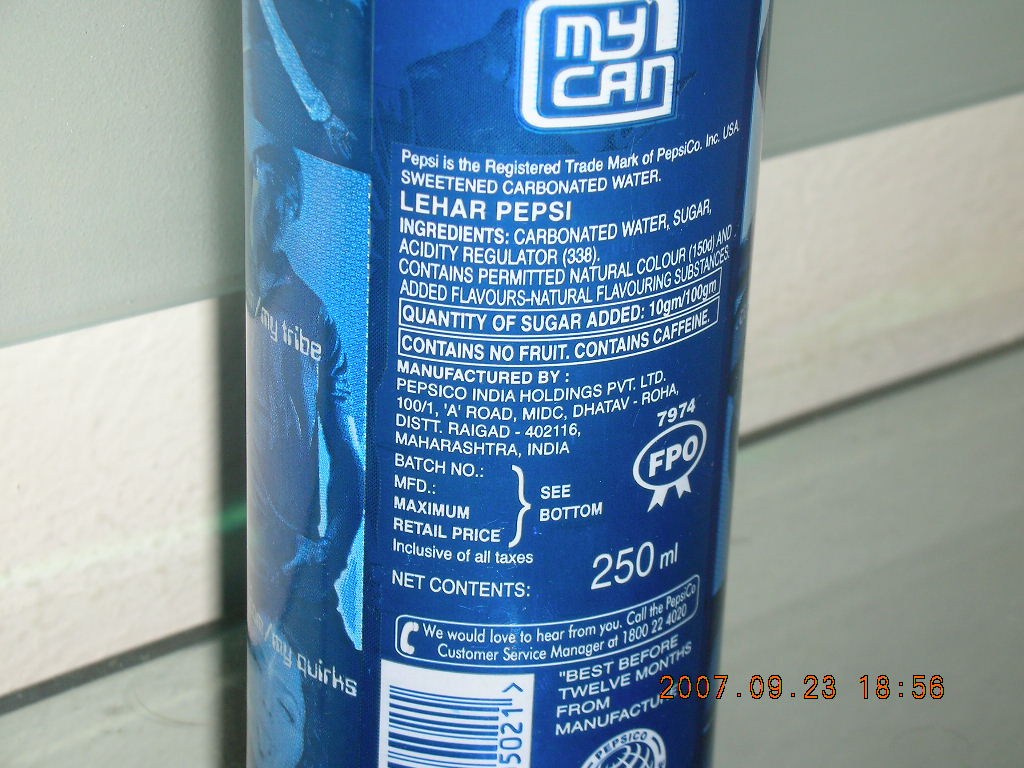 my
can
Pepsi is the Registered Trade Mark of PepsiCo. Inc. USA.
SWEETENED CARBONATED WATER.
LEHAR PEPSI
INGREDIENTS: CARBONATED WATER, SUGAR,
ACIDITY REGULATOR (338).
CONTAINS PERMITTED NATURAL COLOUR (150d) AND
ADDED FLAVOURS-NATURAL FLAVOURING SUBSTANCES.
QUANTITY OF SUGAR ADDED: 10gm/100gm
CONTAINS NO FRUIT. CONTAINS CAFFEINE.
MANUFACTURED BY :
PEPSICO INDIA HOLDINGS PVT. LTD.
100/1, 'A' ROAD, MIDC, DHATAV - ROHA,
DISTT. RAIGAD - 402116,
MAHARASHTRA, INDIA
7974
FPO
BATCH NO.:
MFD.:
MAXIMUM
RETAIL PRICE
SEE
BOTTOM
Inclusive of all taxes
NET CONTENTS:
250 ml
We would love to hear from you. Call the PepsiCo
Customer Service Manager at 1800 22 4020
"BEST BEFORE
TWELVE MONTHS
FROM
5021
PEPSICO
/my tribe
/my quirks
2007.09.23 18:56